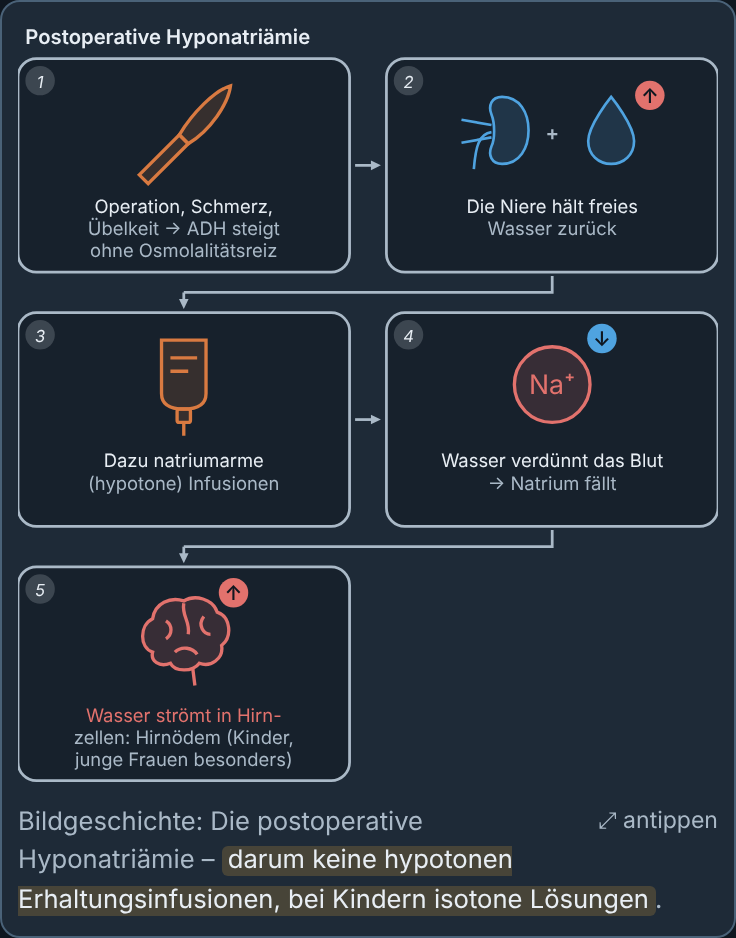 Postoperative Hyponatriämie
1
Operation, Schmerz,
Übelkeit → ADH steigt
ohne Osmolalitätsreiz
2
+
Die Niere hält freies
Wasser zurück
3
Dazu natriumarme
(hypotone) Infusionen
4
Na⁺
Wasser verdünnt das Blut
→ Natrium fällt
5
Wasser strömt in Hirn-
zellen: Hirnödem (Kinder,
junge Frauen besonders)
Bildgeschichte: Die postoperative
⤢ antippen
Hyponatriämie – darum keine hypotonen
Erhaltungsinfusionen, bei Kindern isotone Lösungen.